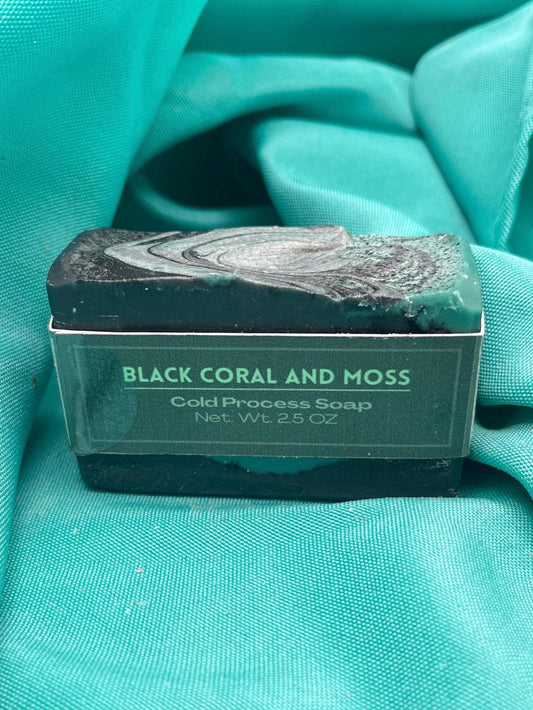 BLACK CORAL AND MOSS
Cold Process Soap
Net. Wt. 2.5 OZ